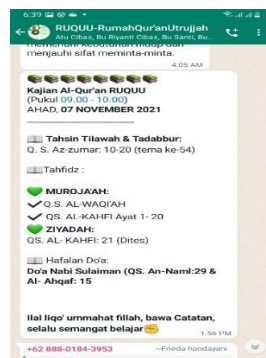 6:39
RUQUU-RumahQur'anUtrujjah
Atu Cibas, Bu Riyanti Cibas, Bu Santi, Bu...
memenuhi kebutuhan hidup dan
menjauhi sifat meminta-minta.
4:05 AM
Kajian Al-Qur'an RUQUU
(Pukul 09.00 - 10.00)
AHAD, 07 NOVEMBER 2021
📖Tahsin Tilawah & Tadabbur:
Q. S. Az-zumar: 10-20 (tema ke-54)
📖Tahfidz :
💚 MUROJA'AH:
✔Q.S. AL-WAQI'AH
✔ QS. AL-KAHFI Ayat 1- 20
💚 ZIYADAH:
QS. AL- KAHFI: 21 (Dites)
📖 Hafalan Do'a:
Do'a Nabi Sulaiman (QS. An-Naml:29 &
Al- Ahqaf: 15
Ilal liqo' ummahat fillah, bawa Catatan,
selalu semangat belajar✊
1:56 PM
+62 888-0184-3953 ~Frieda handayani